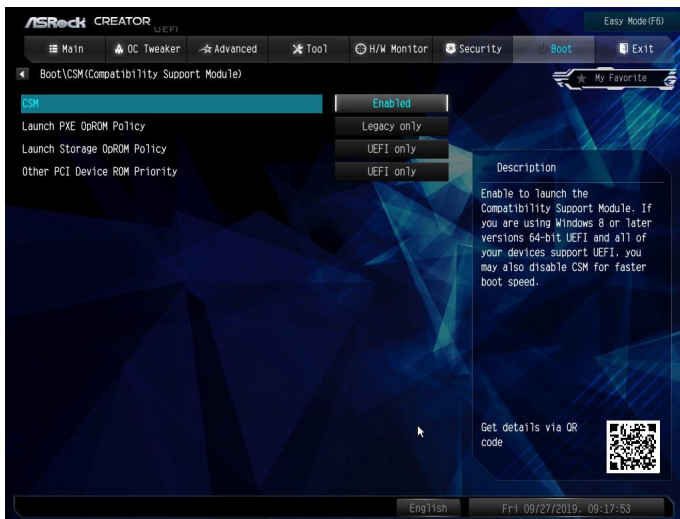 ASRock CREATOR
UEFI
Easy Mode(F6)
Main OC Tweaker Advanced Tool H/W Monitor Security Boot Exit
Boot\CSM(Compatibility Support Module)
My Favorite
CSM Enabled
Launch PXE OpROM Policy Legacy only
Launch Storage OpROM Policy UEFI only
Other PCI Device ROM Priority UEFI only
Description
Enable to launch the
Compatibility Support Module. If
you are using Windows
8 or later
versions 64-bit UEFI and all of
your devices support UEFI, you
may also disable CSM for faster
boot speed.
Get details via QR
code
English
Fri 09/27/2019, 09:17:53